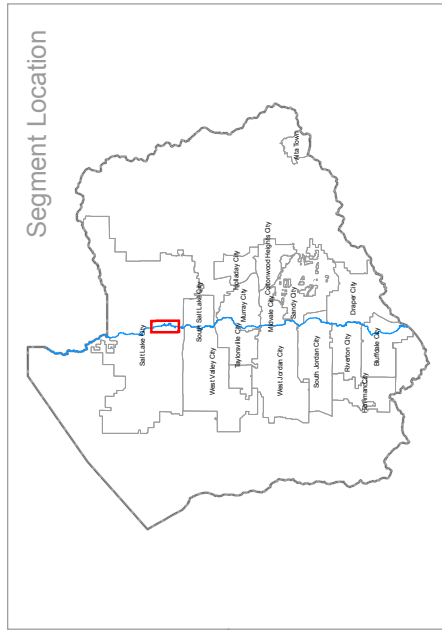 Segment Location
Salt Lake City
South Salt Lake City
West Valley City
Holladay City
Murray City
Taylorsville City
Cottonwood Heights City
Midvale City
West Jordan City
Sandy City
Alta Town
South Jordan City
Draper City
Riverton City
Herriman City
Bluffdale City